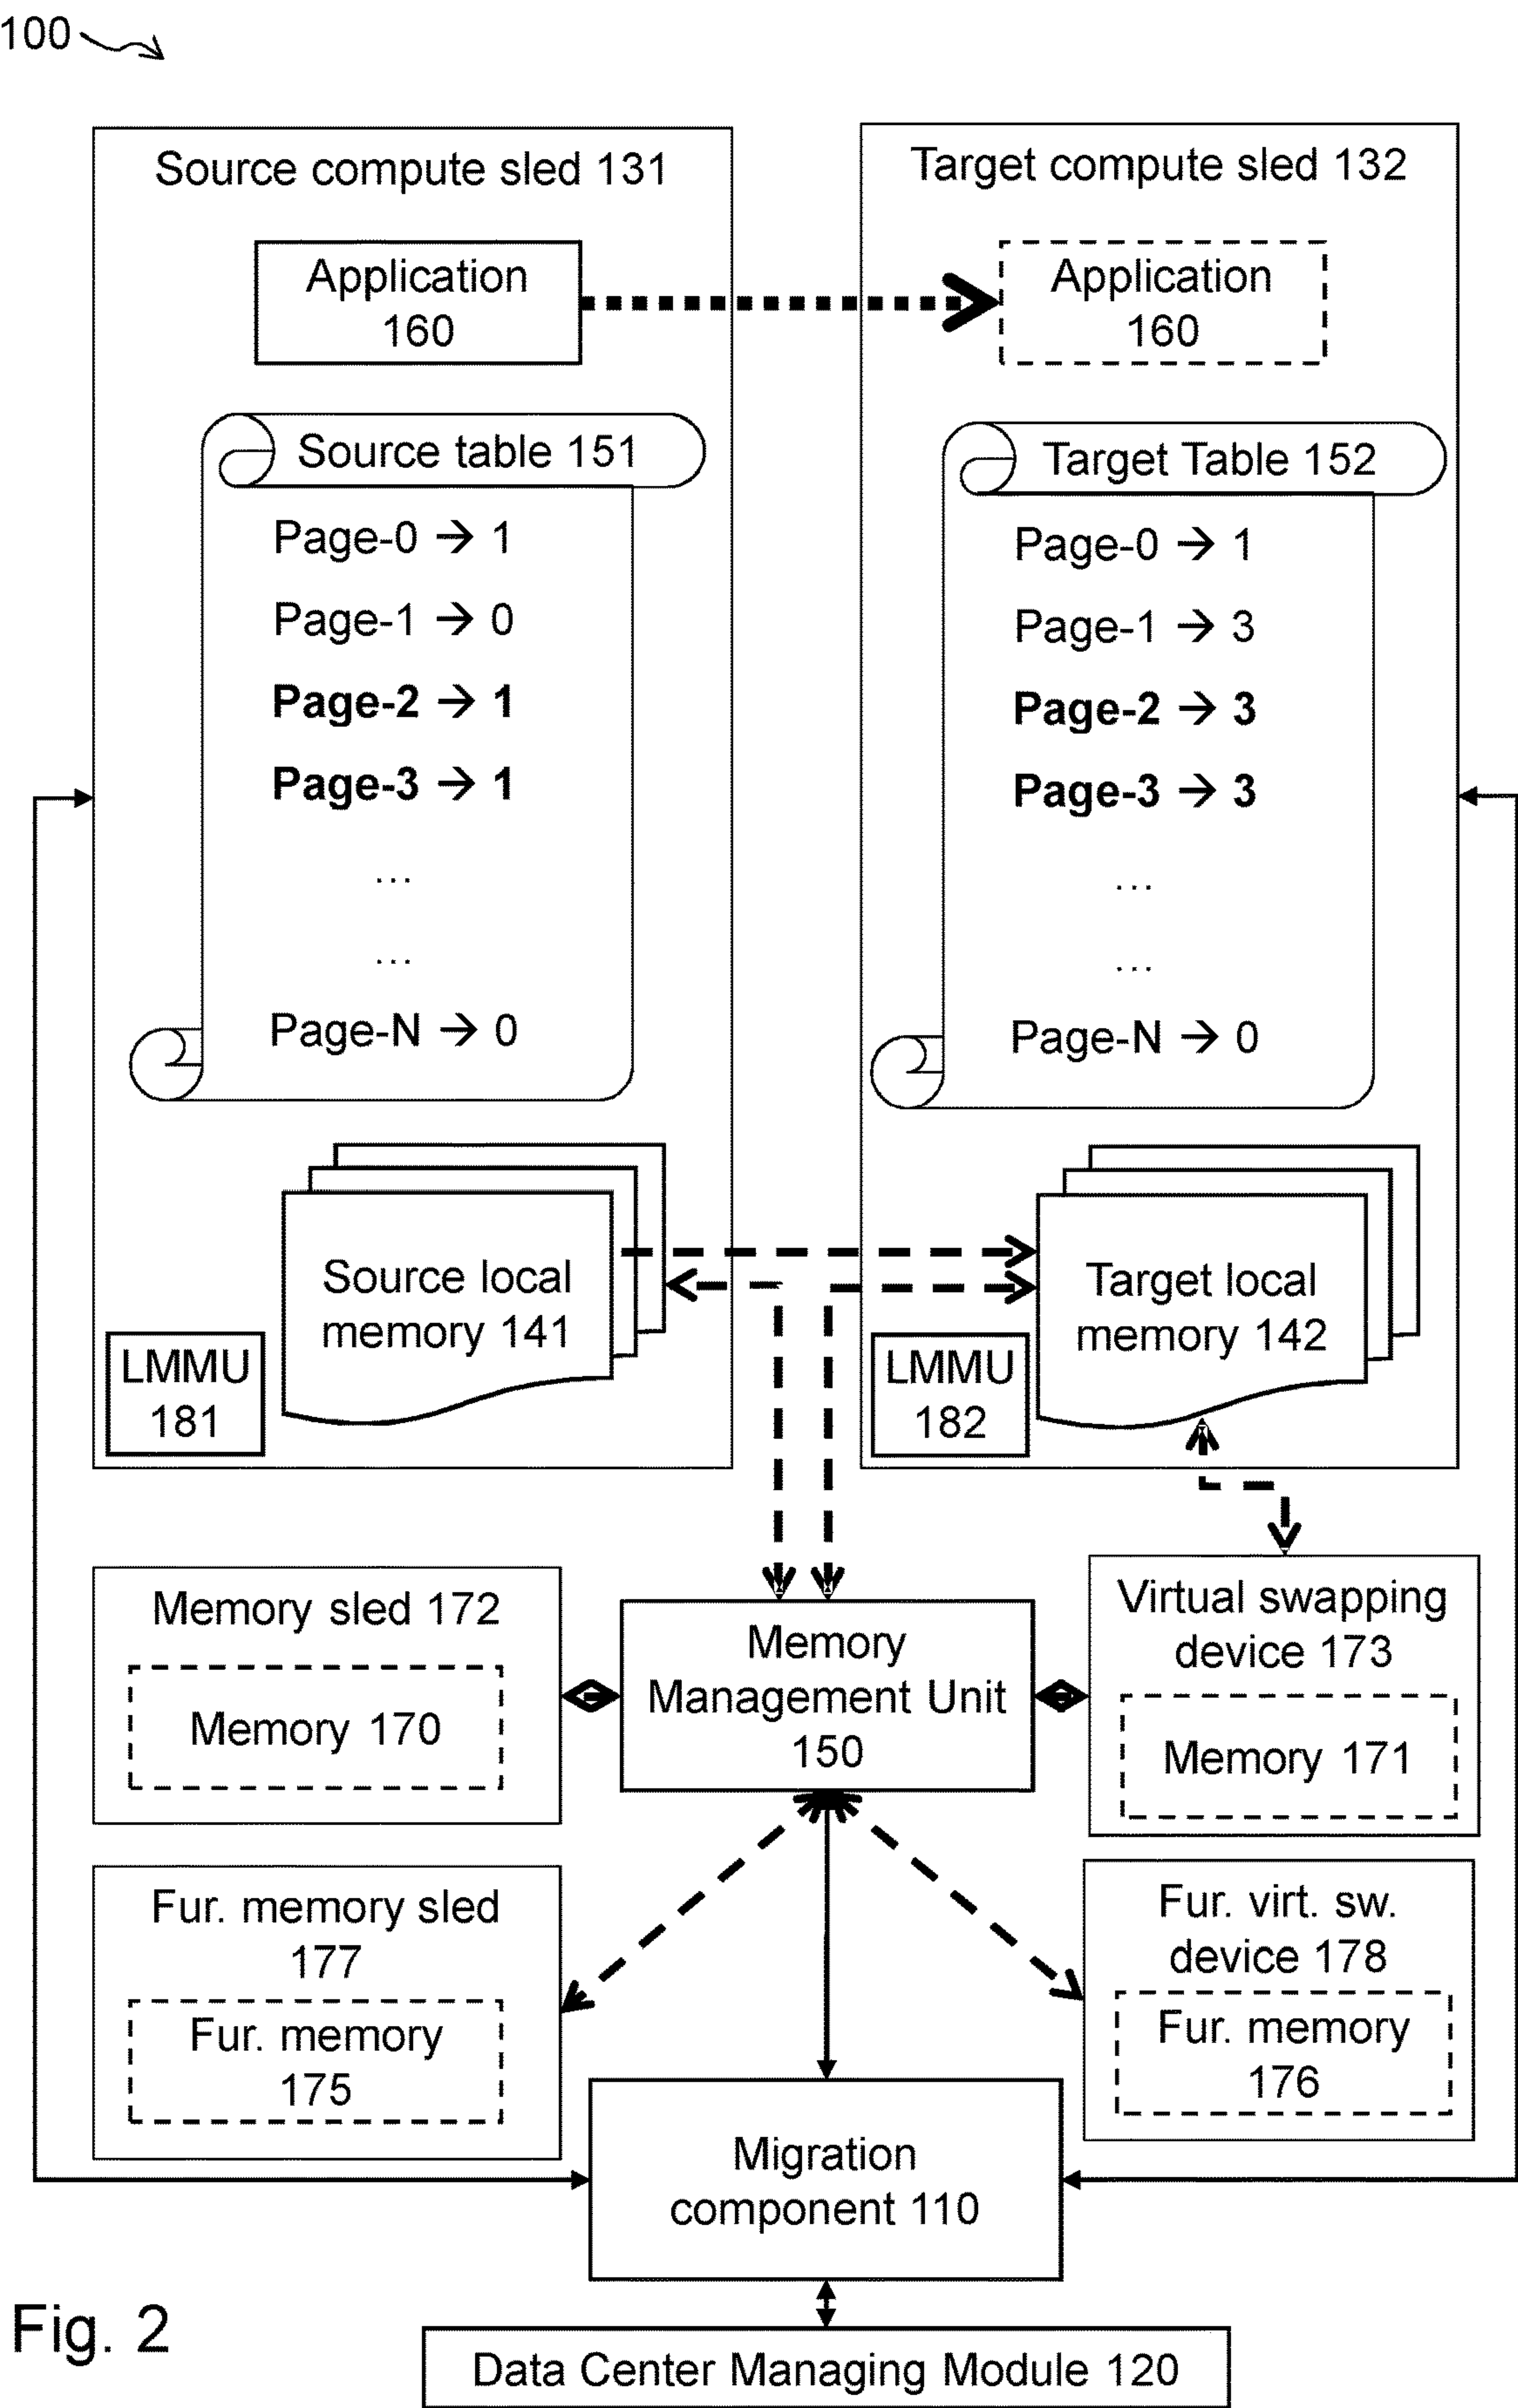 100
Source compute sled 131
Application
160
Source table 151
Page-0 → 1
Page-1 → 0
Page-2 → 1
Page-3 → 1
...
...
Page-N → 0
Source local
memory 141
LMMU
181
Target compute sled 132
Application
160
Target Table 152
Page-0 → 1
Page-1 → 3
Page-2 → 3
Page-3 → 3
...
...
Page-N → 0
Target local
memory 142
LMMU
182
Memory sled 172
Memory 170
Memory
Management Unit
150
Virtual swapping
device 173
Memory 171
Fur. memory sled
177
Fur. memory
175
Fur. virt. sw.
device 178
Fur. memory
176
Migration
component 110
Data Center Managing Module 120
Fig. 2